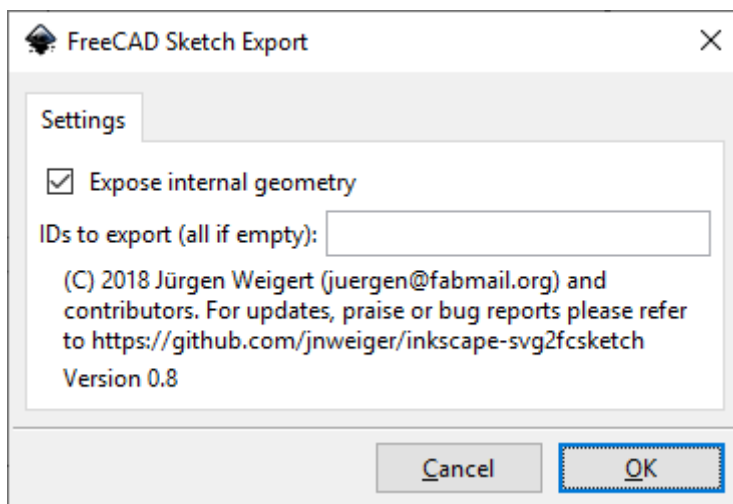 FreeCAD Sketch Export
Settings
Expose internal geometry
IDs to export (all if empty):
(C) 2018 Jürgen Weigert (juergen@fabmail.org) and
contributors. For updates, praise or bug reports please refer
to https://github.com/jnweiger/inkscape-svg2fcsketch
Version 0.8
Cancel
OK